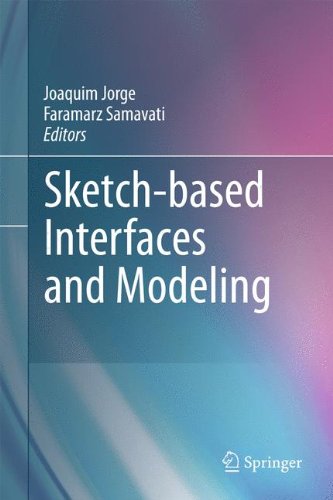 Joaquim Jorge
Faramarz Samavati
Editors
Sketch-based
Interfaces
and Modeling
Springer